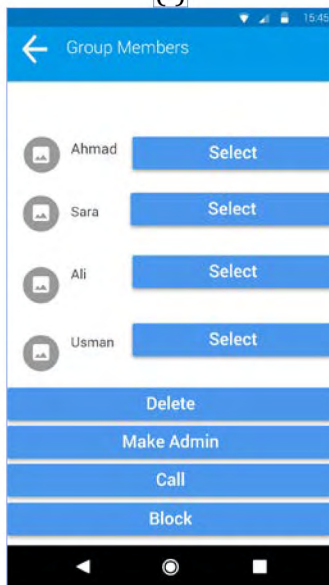 15:45
Group Members
Ahmad Select
Sara Select
Ali Select
Usman Select
Delete
Make Admin
Call
Block